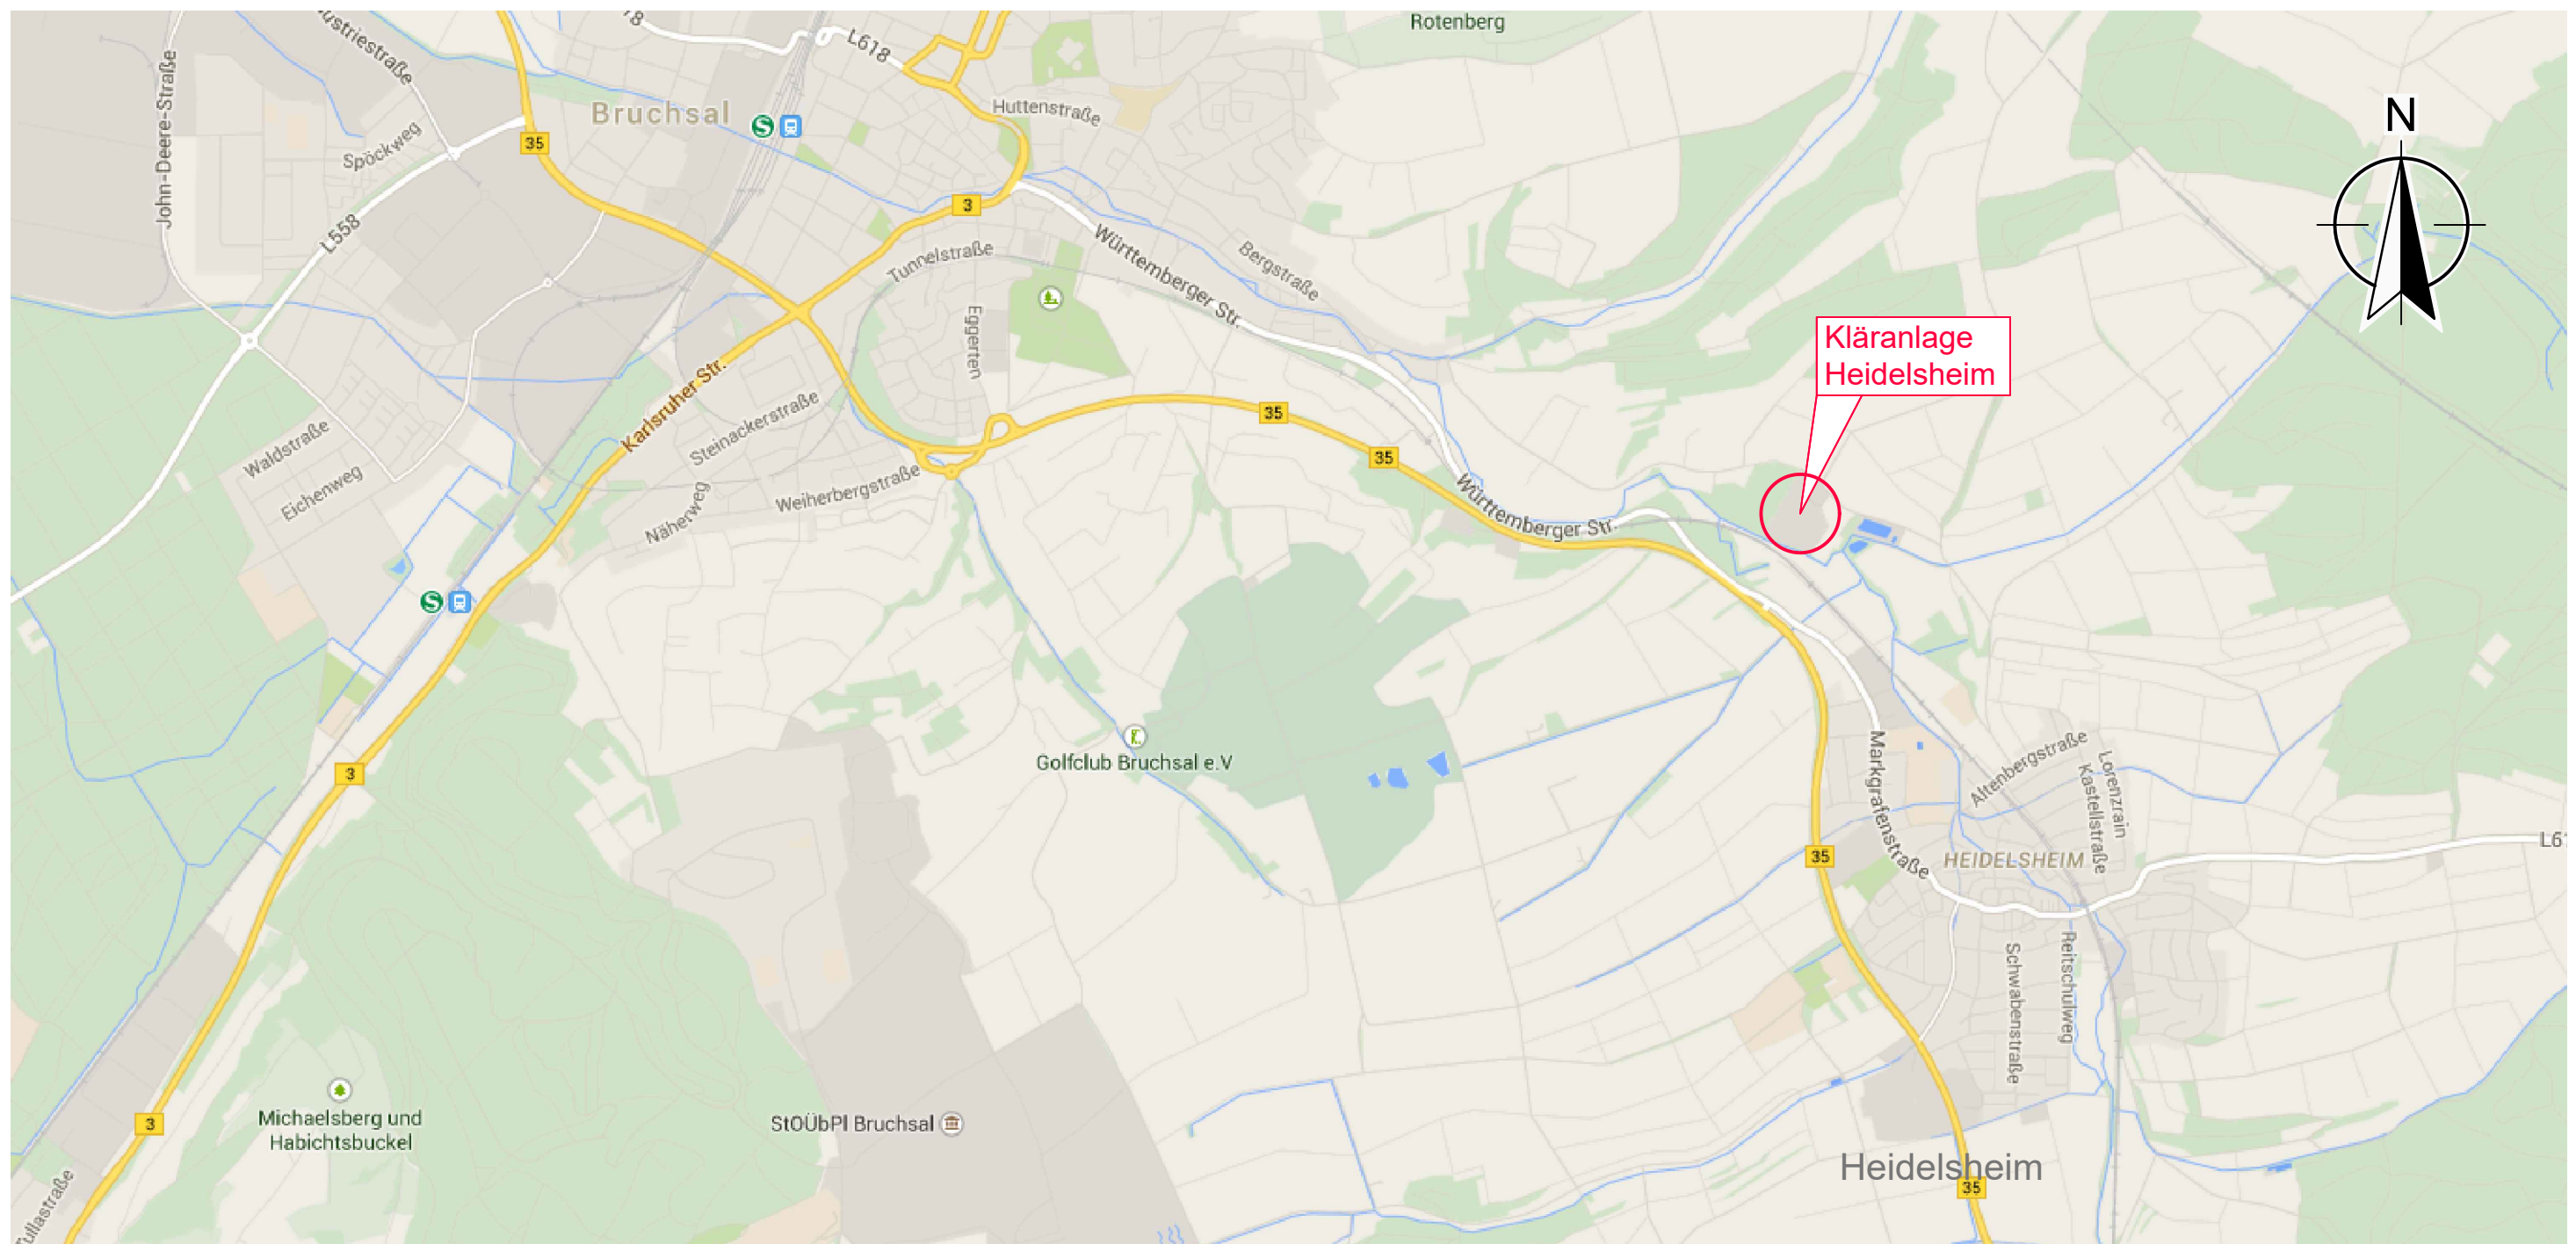 Rotenberg
L618
Bruchsal
S
Huttenstraße
N
John-Deere-Straße
Spöckweg
35
3
L558
Tunnelstraße
Württemberger Str.
Bergstraße
Eggerten
Kläranlage
Heidelsheim
Karlsruher Str.
Steinackerstraße
35
35
Waldstraße
Eichenweg
Weiherbergstraße
Näherweg
Württemberger Str.
S
Golfclub Bruchsal e.V
3
Markgrafenstraße
Altenbergstraße
Lorenzrain
Kastellstraße
35
HEIDELSHEIM
Schwabenstraße
Reitschulweg
Michaelsberg und
Habichtsbuckel
3
StOÜbPl Bruchsal
Heidelsheim
35